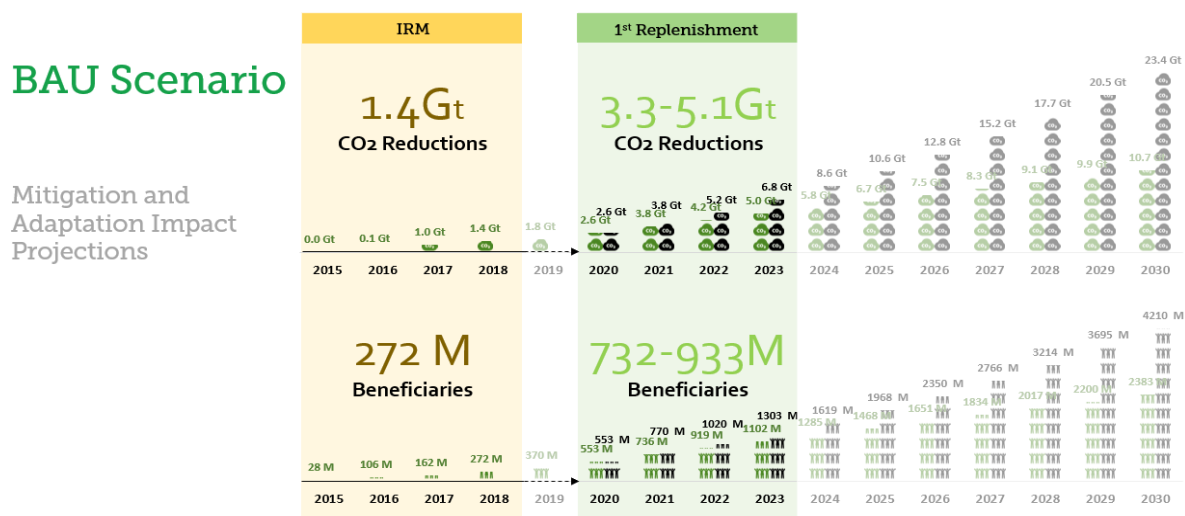 IRM
1st Replenishment
BAU Scenario
Mitigation and
Adaptation Impact
Projections
1.4Gt
CO2 Reductions
3.3-5.1Gt
CO2 Reductions
0.0 Gt 0.1 Gt 1.0 Gt 1.4 Gt 1.8 Gt 2.6 Gt 2.6 Gt 3.8 Gt 3.8 Gt 4.2 Gt 5.2 Gt 5.0 Gt 6.8 Gt 5.8 Gt 8.6 Gt 6.7 Gt 10.6 Gt 7.5 Gt 12.8 Gt 8.3 Gt 15.2 Gt 9.1 Gt 17.7 Gt 9.9 Gt 20.5 Gt 10.7 Gt 23.4 Gt
2015 2016 2017 2018 2019 2020 2021 2022 2023 2024 2025 2026 2027 2028 2029 2030
272 M
Beneficiaries
732-933M
Beneficiaries
28 M 106 M 162 M 272 M 370 M 553 M 553 M 736 M 770 M 919 M 1020 M 1102 M 1303 M 1285 M 1619 M 1468 M 1968 M 1651 M 2350 M 1834 M 2766 M 2017 M 3214 M 2200 M 3695 M 2383 M 4210 M
2015 2016 2017 2018 2019 2020 2021 2022 2023 2024 2025 2026 2027 2028 2029 2030